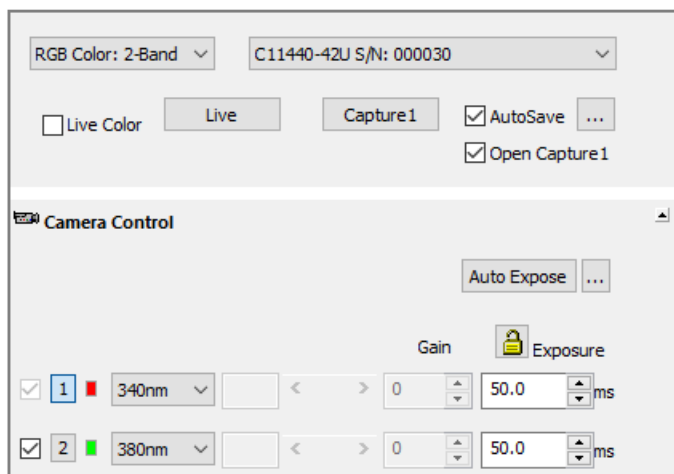 RGB Color: 2-Band C11440-42U S/N: 000030
Live Color Live Capture1 AutoSave ...
Open Capture1
Camera Control
Auto Expose ...
Gain Exposure
1 340nm < > 0 50.0 ms
2 380nm < > 0 50.0 ms